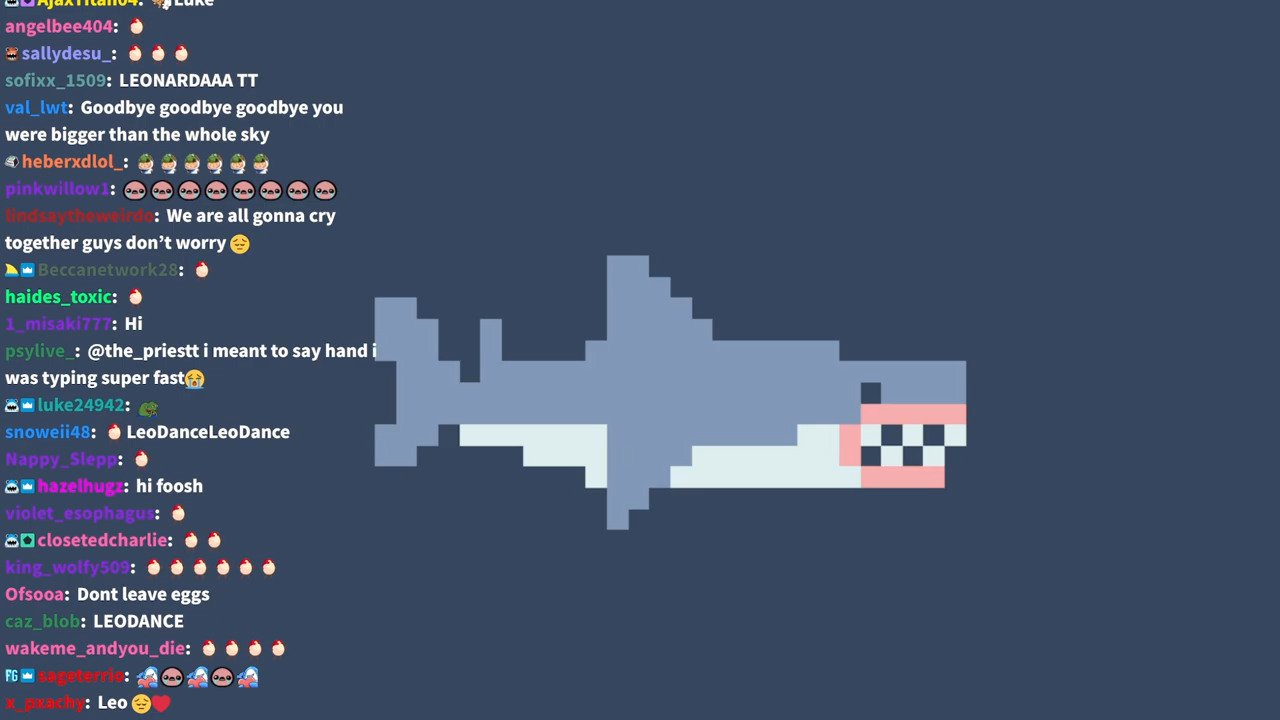 AjaxTitan04: Luke
angelbee404:
sallydesu_:
sofixx_1509: LEONARDAAA TT
val_lwt: Goodbye goodbye goodbye you
were bigger than the whole sky
heberxdlol_:
pinkwillow1:
lindsaytheweirdo: We are all gonna cry
together guys don't worry 😔
Beccanetwork28:
haides_toxic:
1_misaki777: Hi
psylive_: @the_priestt i meant to say hand i
was typing super fast😭
luke24942:
snoweii48: LeoDanceLeoDance
Nappy_Slepp:
hazelhugz: hi foosh
violet_esophagus:
closetedcharlie:
king_wolfy509:
Ofsooa: Dont leave eggs
caz_blob: LEODANCE
wakeme_andyou_die:
FG sageterrio:
x_pxachy: Leo 😔❤️